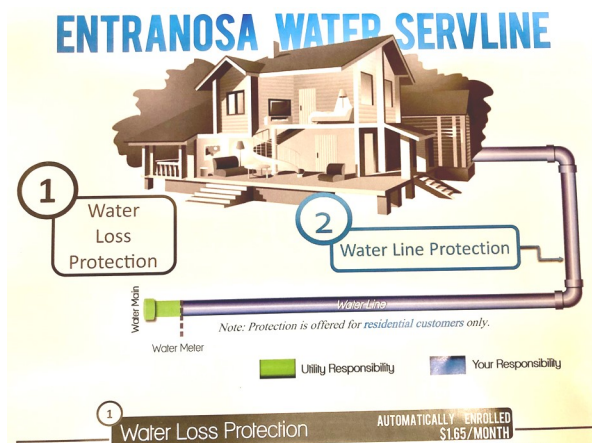 ENTRANOSA WATER SERVLINE
1
Water
Loss
Protection
2
Water Line Protection
Water Main
Water Line
Note: Protection is offered for residential customers only.
Water Meter
Utility Responsibility
Your Responsibility
1
Water Loss Protection
AUTOMATICALLY ENROLLED
$1.65/MONTH